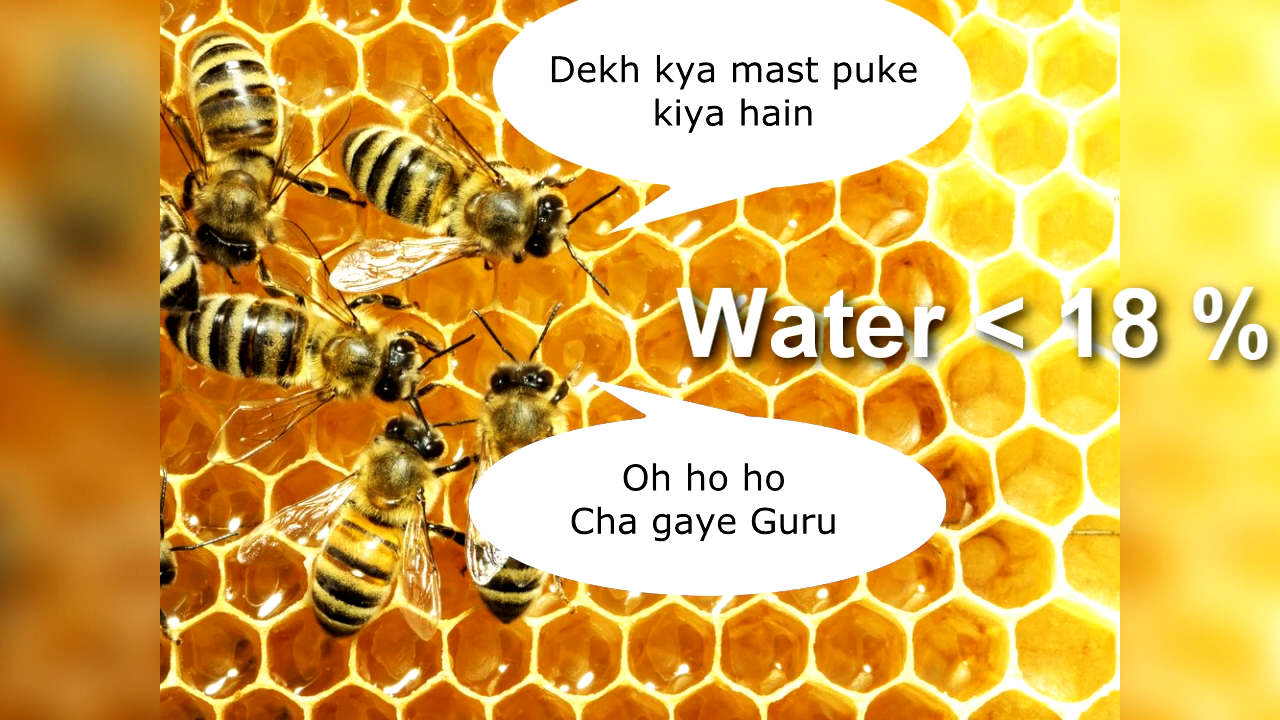 Dekh kya mast puke
kiya hain
Water < 18 %
Oh ho ho
Cha gaye Guru